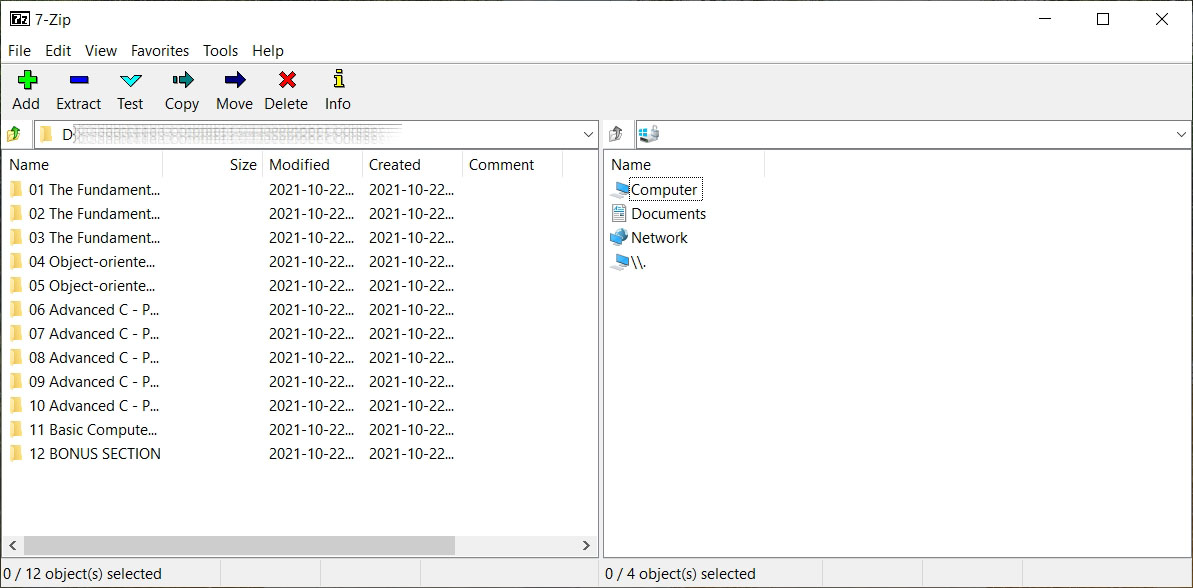 7-Zip
File Edit View Favorites Tools Help
Add Extract Test Copy Move Delete Info
D
Name Size Modified Created Comment
01 The Fundament... 2021-10-22... 2021-10-22...
02 The Fundament... 2021-10-22... 2021-10-22...
03 The Fundament... 2021-10-22... 2021-10-22...
04 Object-oriente... 2021-10-22... 2021-10-22...
05 Object-oriente... 2021-10-22... 2021-10-22...
06 Advanced C - P... 2021-10-22... 2021-10-22...
07 Advanced C - P... 2021-10-22... 2021-10-22...
08 Advanced C - P... 2021-10-22... 2021-10-22...
09 Advanced C - P... 2021-10-22... 2021-10-22...
10 Advanced C - P... 2021-10-22... 2021-10-22...
11 Basic Compute... 2021-10-22... 2021-10-22...
12 BONUS SECTION 2021-10-22... 2021-10-22...
0 / 12 object(s) selected
Name
Computer
Documents
Network
\\.
0 / 4 object(s) selected